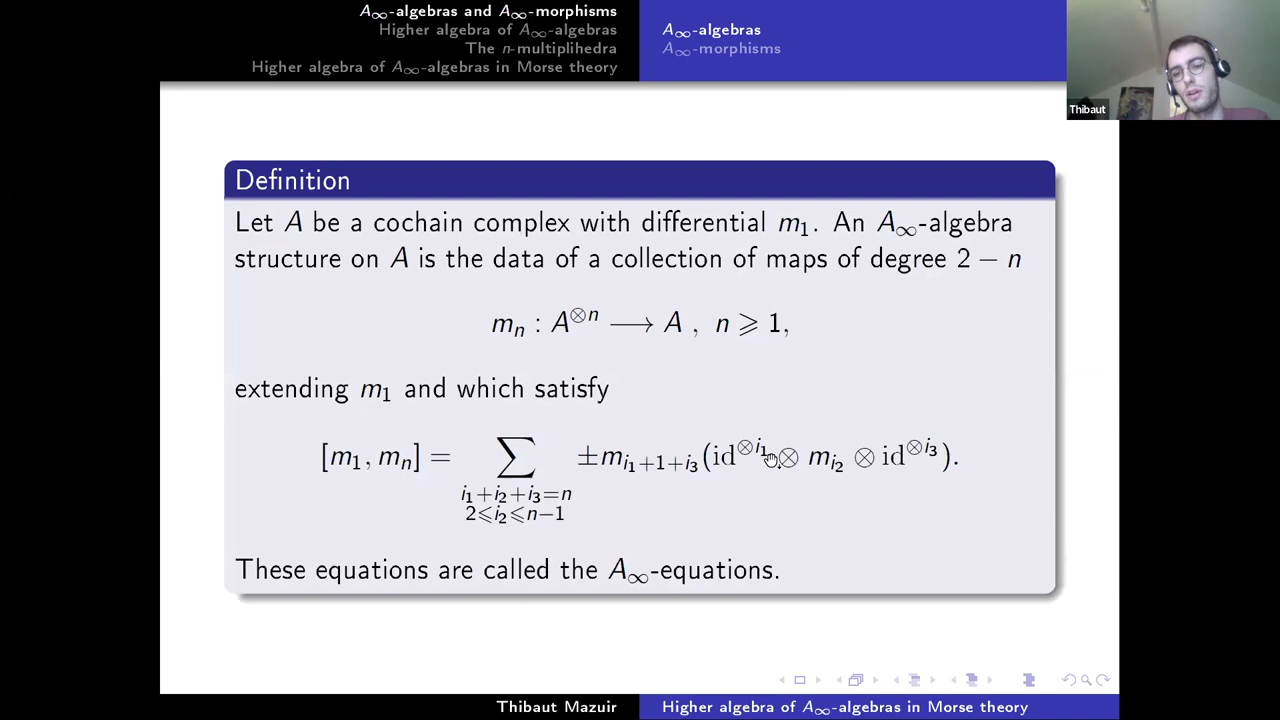 A∞-algebras and A∞-morphisms
Higher algebra of A∞-algebras
The n-multiplihedra
Higher algebra of A∞-algebras in Morse theory
A∞-algebras
A∞-morphisms
Thibaut
Definition
Let A be a cochain complex with differential m₁. An A∞-algebra
structure on A is the data of a collection of maps of degree 2 − n
mₙ : A^{⊗n} ⟶ A , n ⩾ 1,
extending m₁ and which satisfy
[m₁, mₙ] = ∑_{i₁+i₂+i₃=n, 2⩽i₂⩽n−1} ±m_{i₁+1+i₃}(id^{⊗i₁} ⊗ m_{i₂} ⊗ id^{⊗i₃}).
These equations are called the A∞-equations.
Thibaut Mazuir
Higher algebra of A∞-algebras in Morse theory